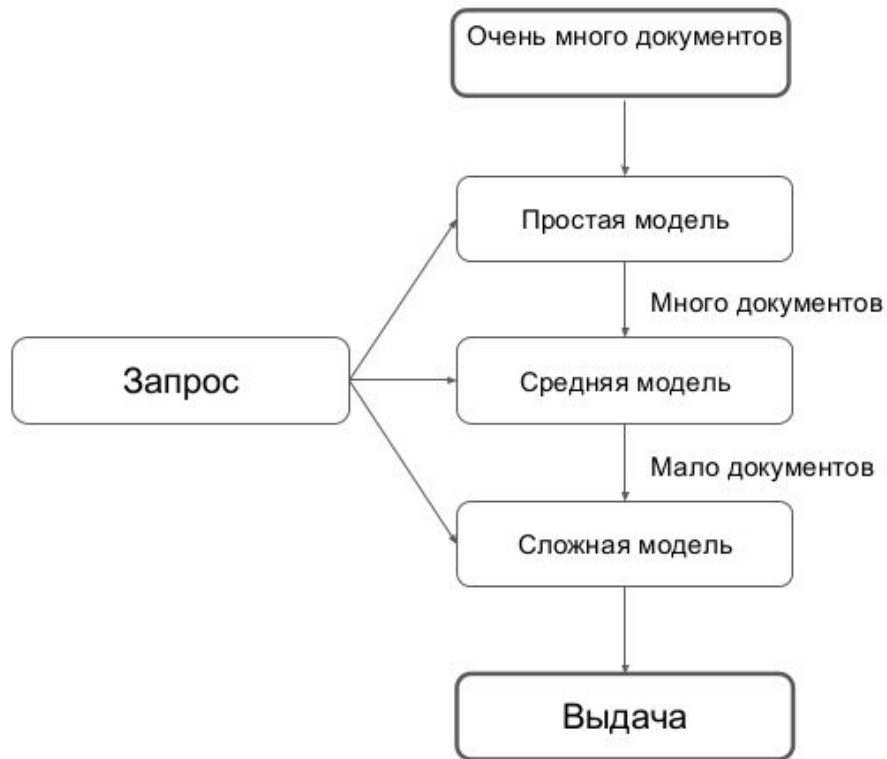 Очень много документов
Простая модель
Много документов
Запрос
Средняя модель
Мало документов
Сложная модель
Выдача